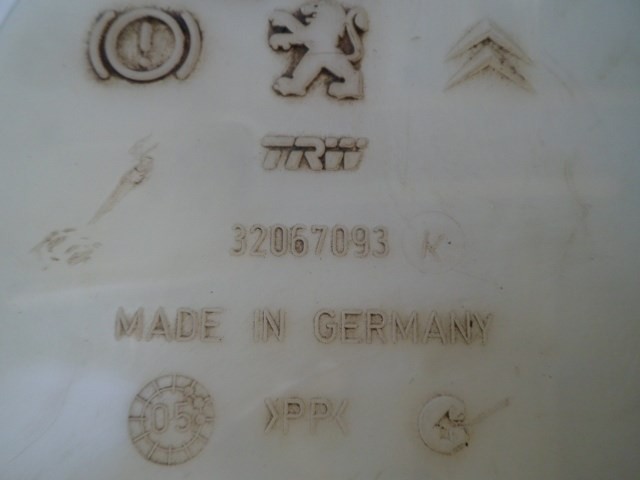 TRW
32067093 K
MADE IN GERMANY
05 >PP<